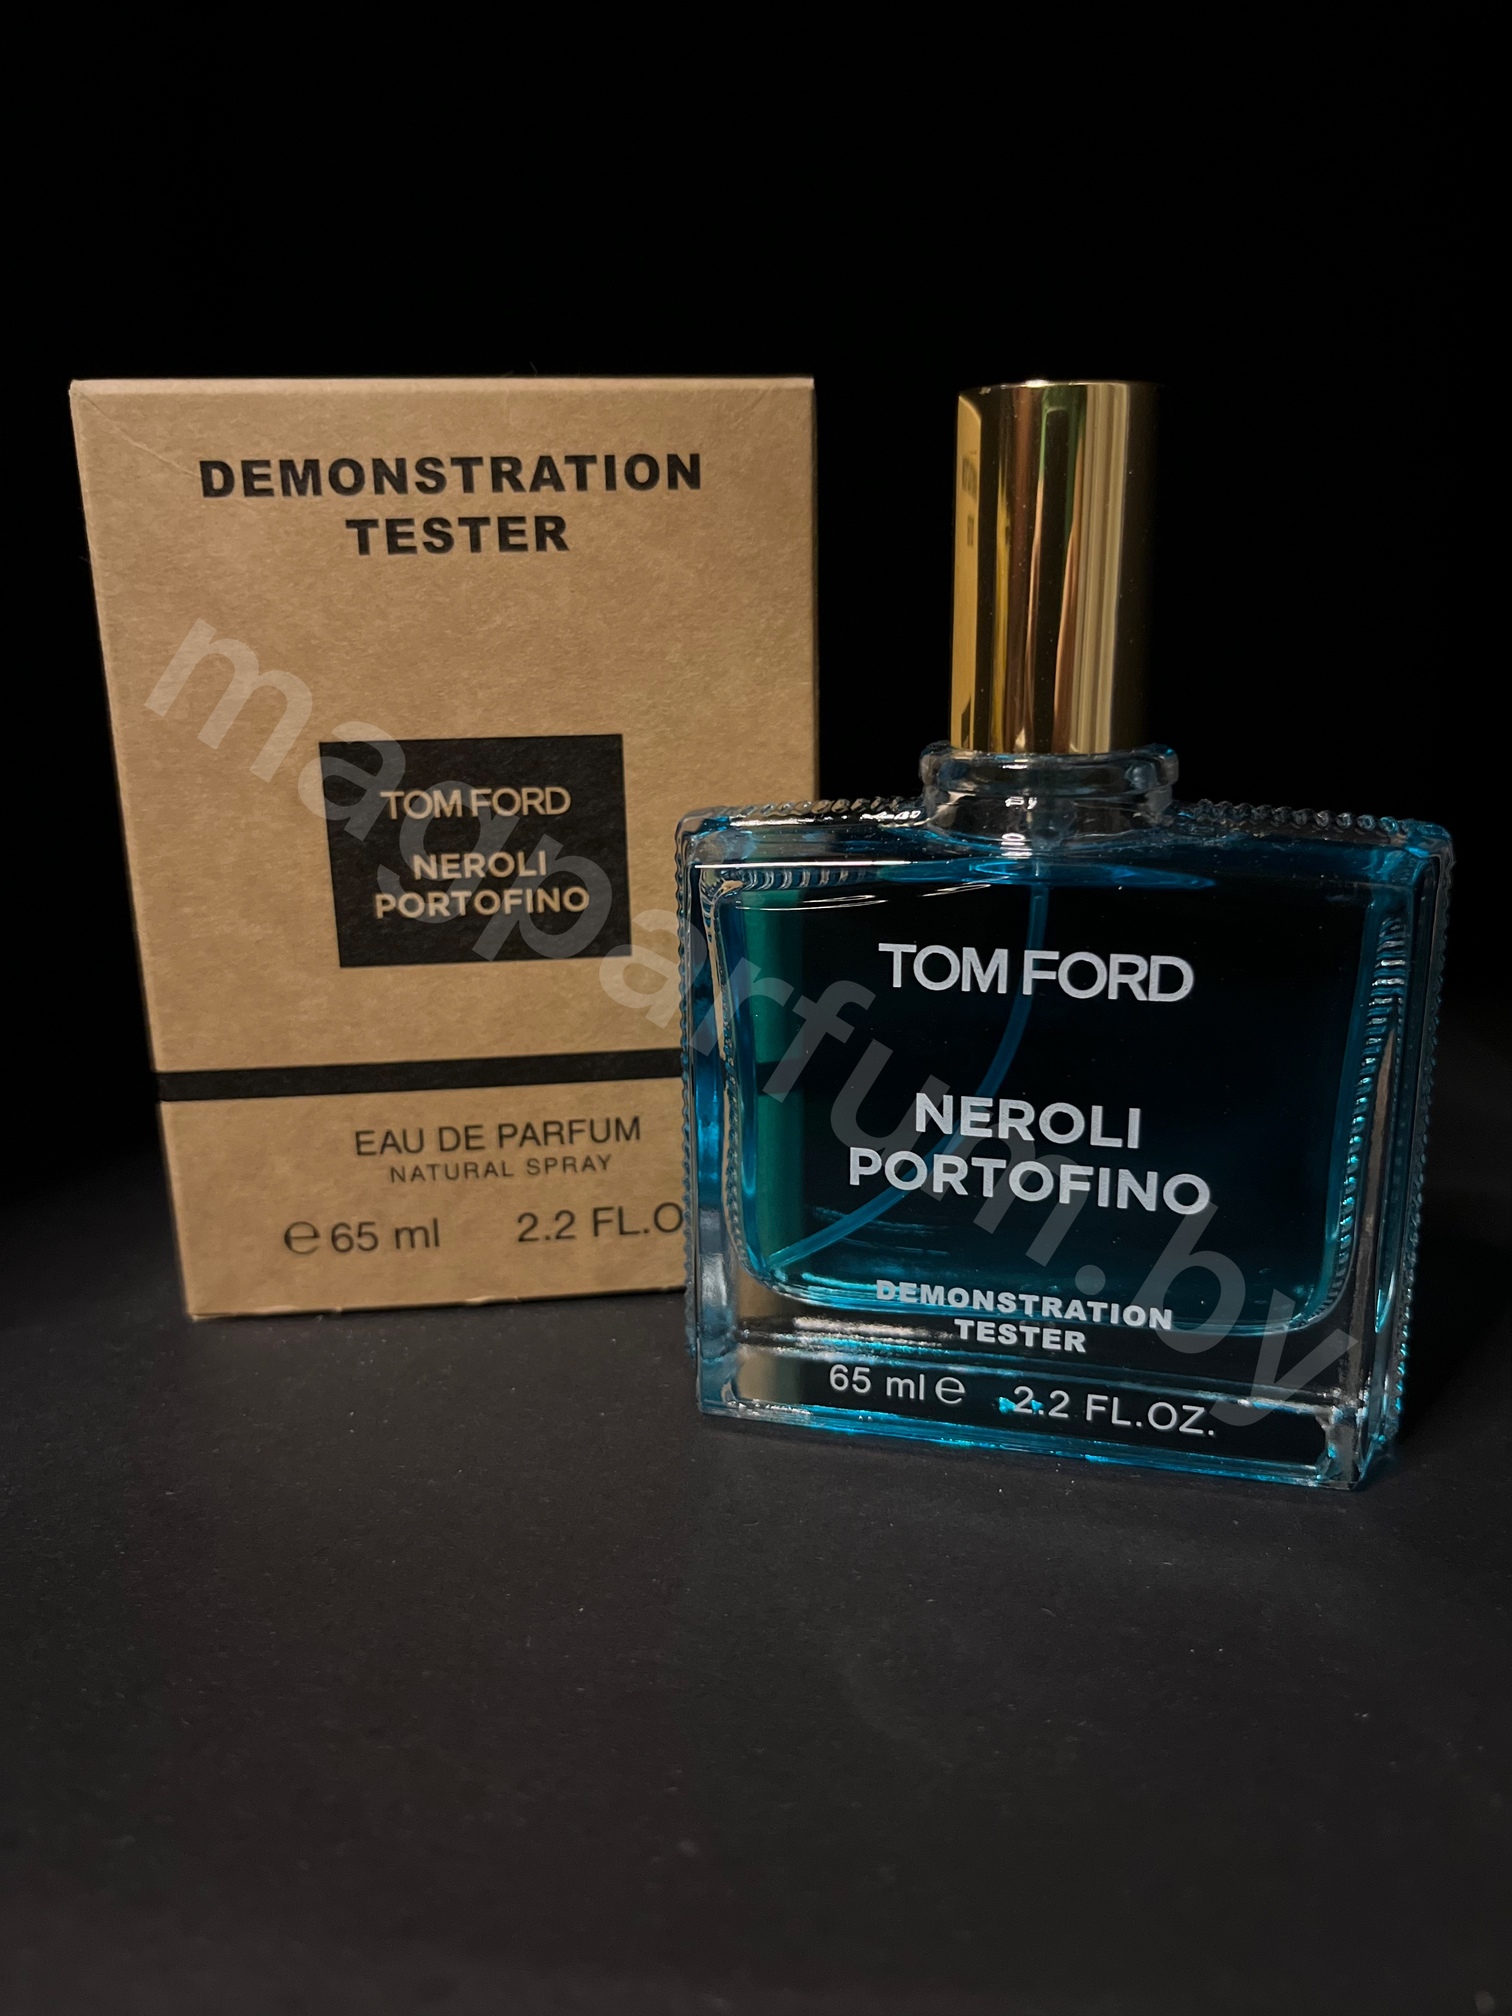 DEMONSTRATION
TESTER
TOM FORD
NEROLI
PORTOFINO
EAU DE PARFUM
NATURAL SPRAY
℮ 65 ml 2.2 FL.O
TOM FORD
NEROLI
PORTOFINO
DEMONSTRATION
TESTER
65 ml ℮ 2.2 FL.OZ.
magparfum.by